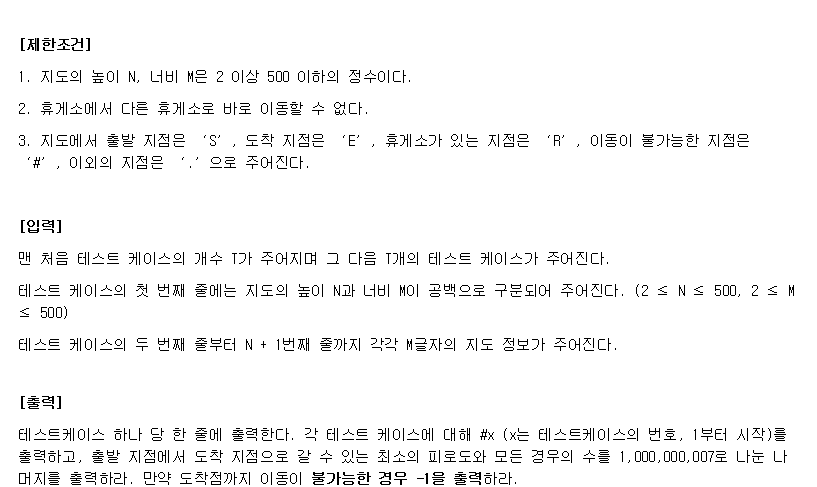 [제한조건]
1. 지도의 높이 N, 너비 M은 2 이상 500 이하의 정수이다.
2. 휴게소에서 다른 휴게소로 바로 이동할 수 없다.
3. 지도에서 출발 지점은 ‘S’, 도착 지점은 ‘E’, 휴게소가 있는 지점은 ‘R’, 이동이 불가능한 지점은
‘#’, 이외의 지점은 ‘.’으로 주어진다.
[입력]
맨 처음 테스트 케이스의 개수 T가 주어지며 그 다음 T개의 테스트 케이스가 주어진다.
테스트 케이스의 첫 번째 줄에는 지도의 높이 N과 너비 M이 공백으로 구분되어 주어진다. (2 ≤ N ≤ 500, 2 ≤ M
≤ 500)
테스트 케이스의 두 번째 줄부터 N + 1번째 줄까지 각각 M글자의 지도 정보가 주어진다.
[출력]
테스트케이스 하나 당 한 줄에 출력한다. 각 테스트 케이스에 대해 #x (x는 테스트케이스의 번호, 1부터 시작)를
출력하고, 출발 지점에서 도착 지점으로 갈 수 있는 최소의 피로도와 모든 경우의 수를 1,000,000,007로 나눈 나
머지를 출력하라. 만약 도착점까지 이동이 불가능한 경우 -1을 출력하라.